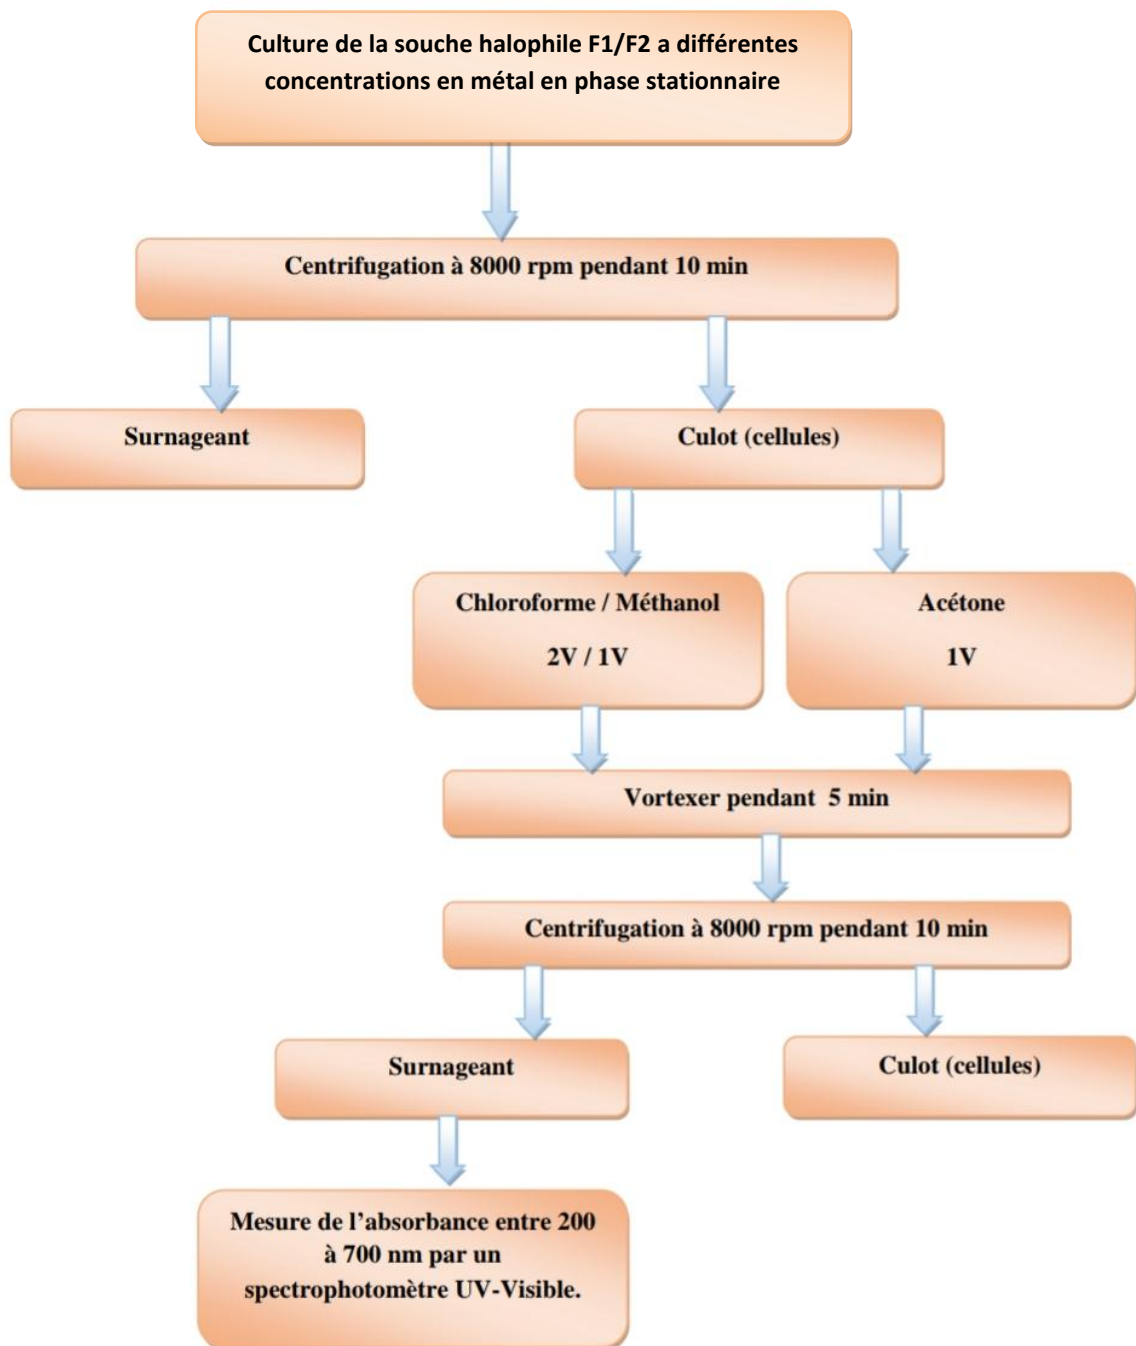 Culture de la souche halophile F1/F2 a différentes
concentrations en métal en phase stationnaire
Centrifugation à 8000 rpm pendant 10 min
Surnageant
Culot (cellules)
Chloroforme / Méthanol
2V / 1V
Acétone
1V
Vortexer pendant 5 min
Centrifugation à 8000 rpm pendant 10 min
Surnageant
Culot (cellules)
Mesure de l’absorbance entre 200
à 700 nm par un
spectrophotomètre UV-Visible.